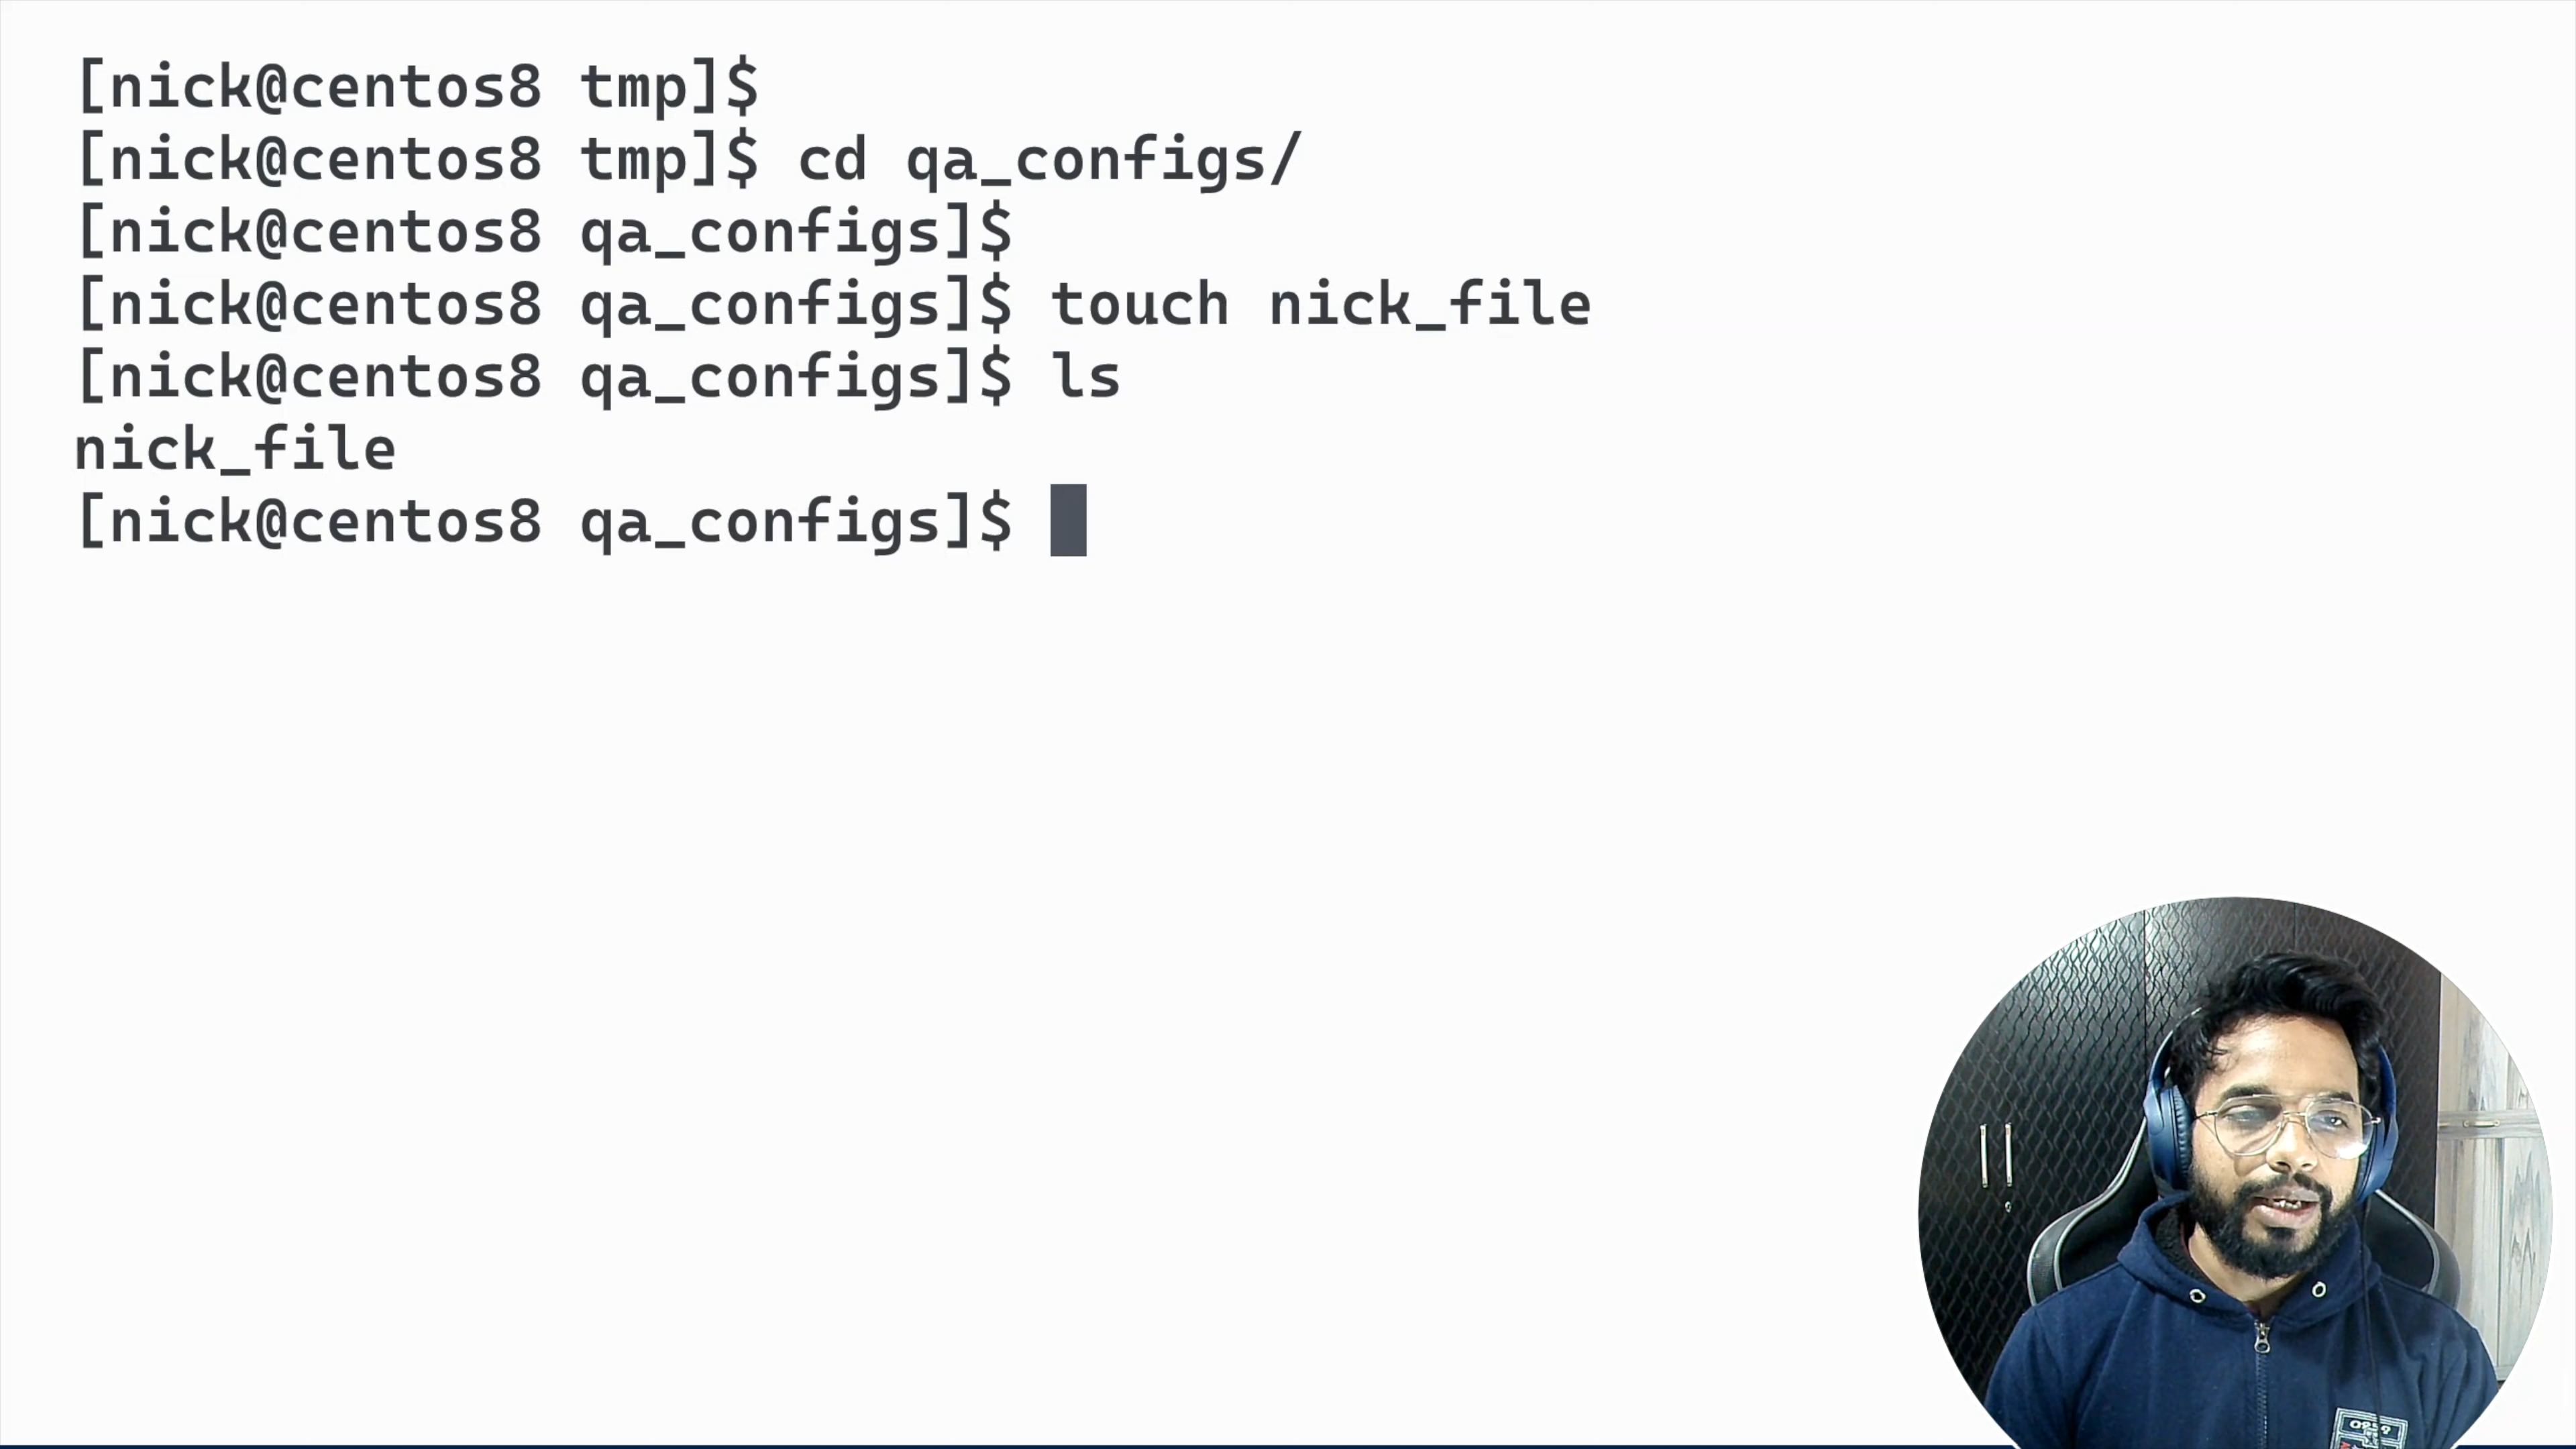 [nick@centos8 tmp]$
[nick@centos8 tmp]$ cd qa_configs/
[nick@centos8 qa_configs]$
[nick@centos8 qa_configs]$ touch nick_file
[nick@centos8 qa_configs]$ ls
nick_file
[nick@centos8 qa_configs]$